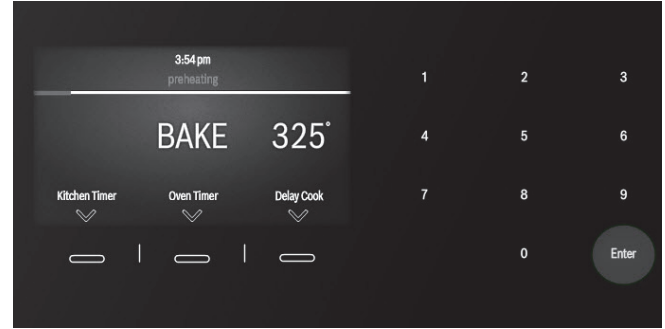 3:54 pm
preheating
BAKE 325°
Kitchen Timer Oven Timer Delay Cook
1 2 3
4 5 6
7 8 9
0 Enter